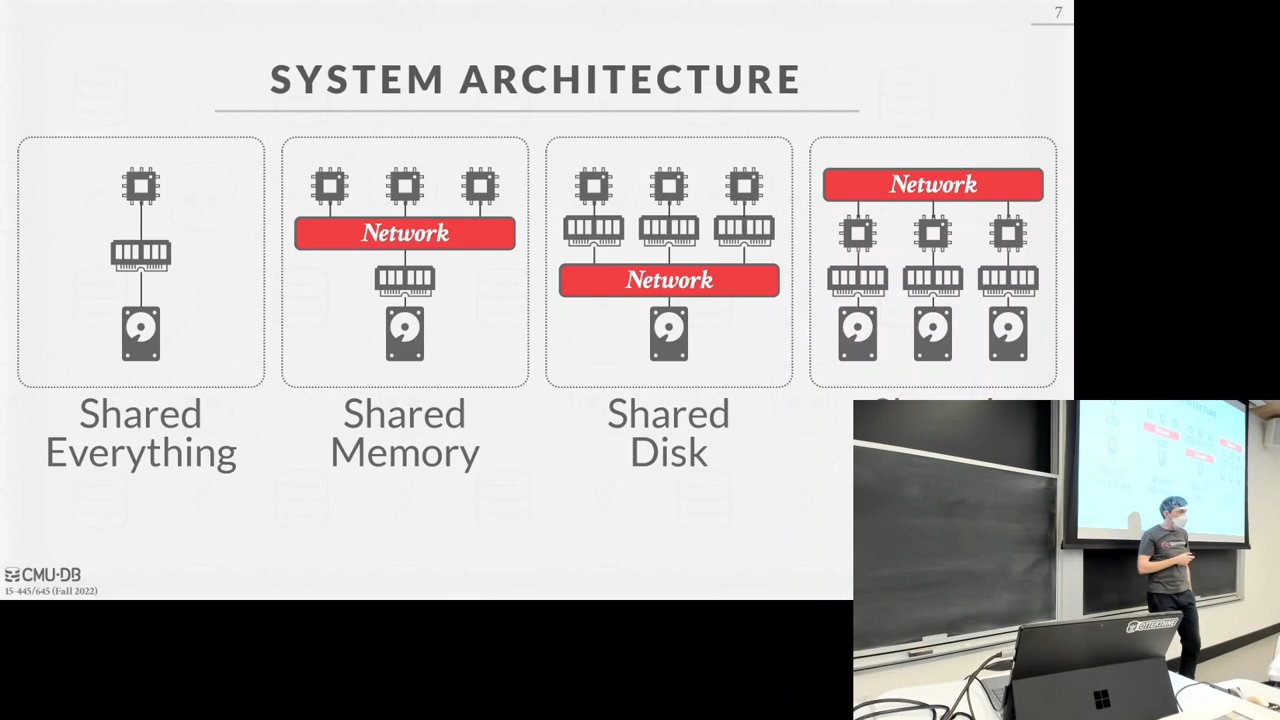 7
SYSTEM ARCHITECTURE
Network
Network
Network
Shared
Everything
Shared
Memory
Shared
Disk
CMU·DB
15-445/645 (Fall 2022)